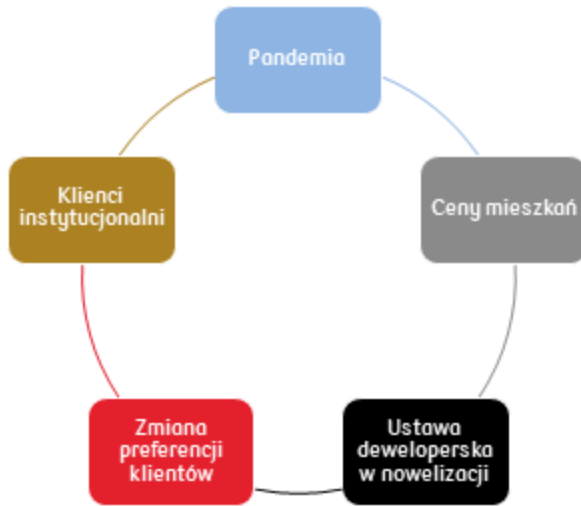 Pandemia
Ceny mieszkań
Ustawa
deweloperska
w nowelizacji
Zmiana
preferencji
klientów
Klienci
instytucjonalni